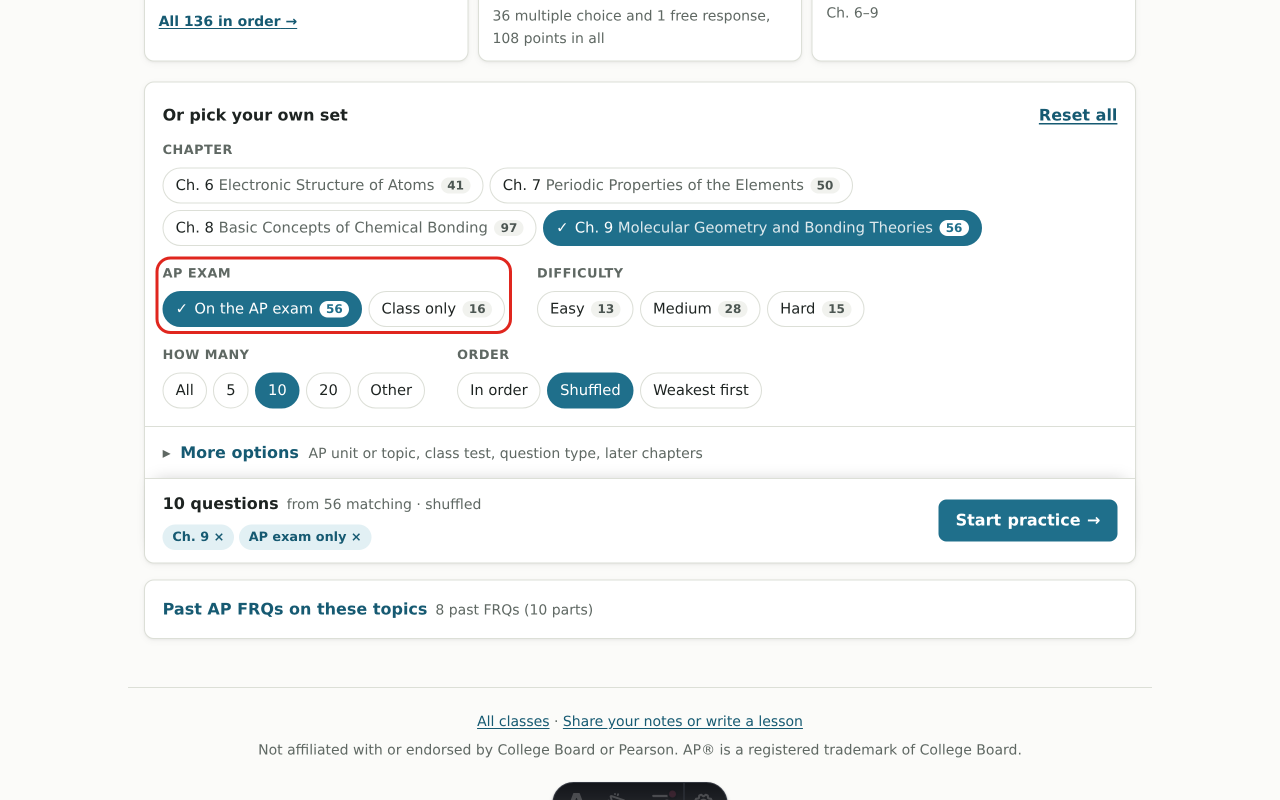 All 136 in order →
36 multiple choice and 1 free response,
108 points in all
Ch. 6–9
Or pick your own set
Reset all
CHAPTER
Ch. 6 Electronic Structure of Atoms 41
Ch. 7 Periodic Properties of the Elements 50
Ch. 8 Basic Concepts of Chemical Bonding 97
✓ Ch. 9 Molecular Geometry and Bonding Theories 56
AP EXAM
✓ On the AP exam 56
Class only 16
DIFFICULTY
Easy 13
Medium 28
Hard 15
HOW MANY
All
5
10
20
Other
ORDER
In order
Shuffled
Weakest first
▸ More options AP unit or topic, class test, question type, later chapters
10 questions from 56 matching · shuffled
Ch. 9 ×
AP exam only ×
Start practice →
Past AP FRQs on these topics 8 past FRQs (10 parts)
All classes · Share your notes or write a lesson
Not affiliated with or endorsed by College Board or Pearson. AP® is a registered trademark of College Board.